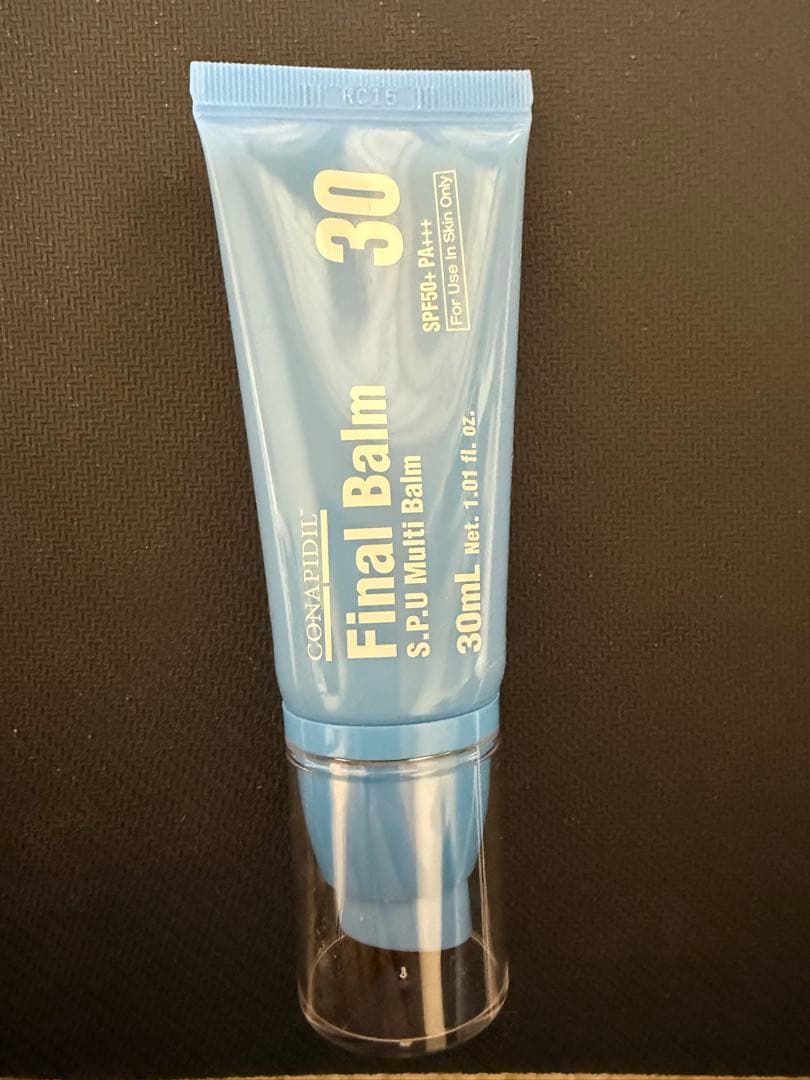 RC15
CONAPIDIL™
Final Balm 30
S.P.U Multi Balm
SPF50+ PA+++
For Use In Skin Only
30mL Net. 1.01 fl. oz.